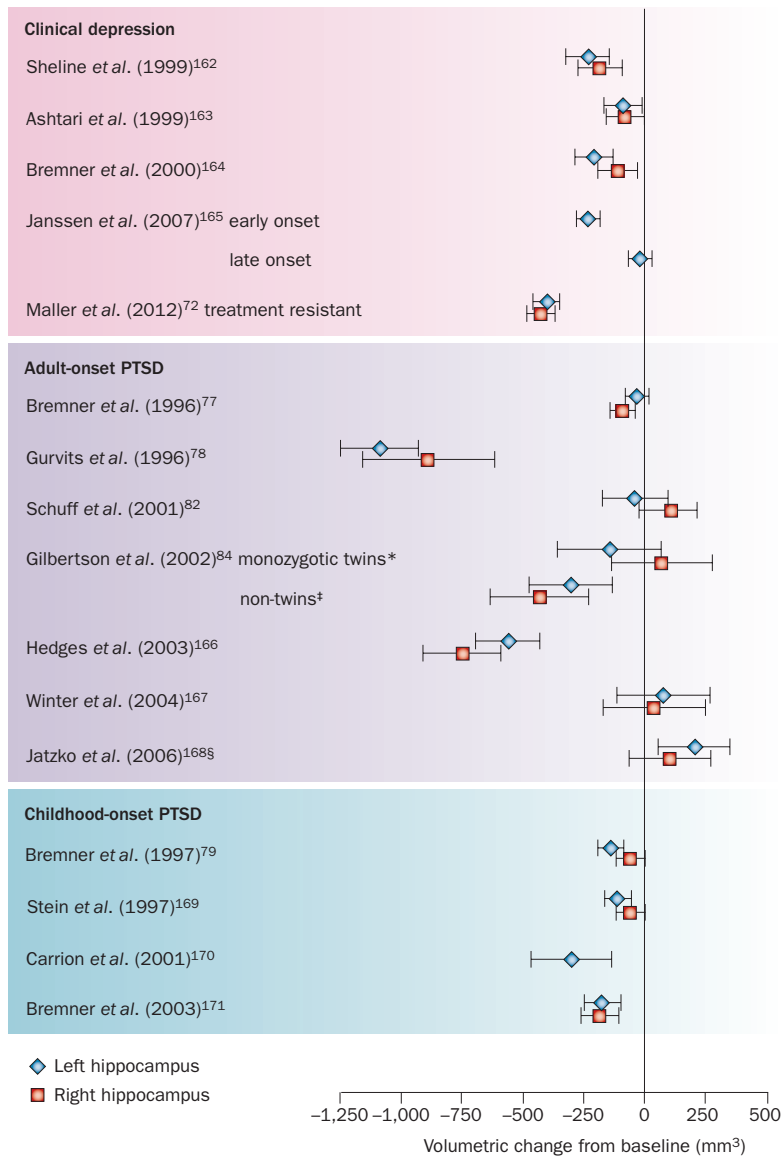 Clinical depression
Sheline et al. (1999)162
Ashtari et al. (1999)163
Bremner et al. (2000)164
Janssen et al. (2007)165 early onset
late onset
Maller et al. (2012)72 treatment resistant
Adult-onset PTSD
Bremner et al. (1996)77
Gurvits et al. (1996)78
Schuff et al. (2001)82
Gilbertson et al. (2002)84 monozygotic twins*
non-twins‡
Hedges et al. (2003)166
Winter et al. (2004)167
Jatzko et al. (2006)168§
Childhood-onset PTSD
Bremner et al. (1997)79
Stein et al. (1997)169
Carrion et al. (2001)170
Bremner et al. (2003)171
Left hippocampus
Right hippocampus
–1,250 –1,000 –750 –500 –250 0 250 500
Volumetric change from baseline (mm³)